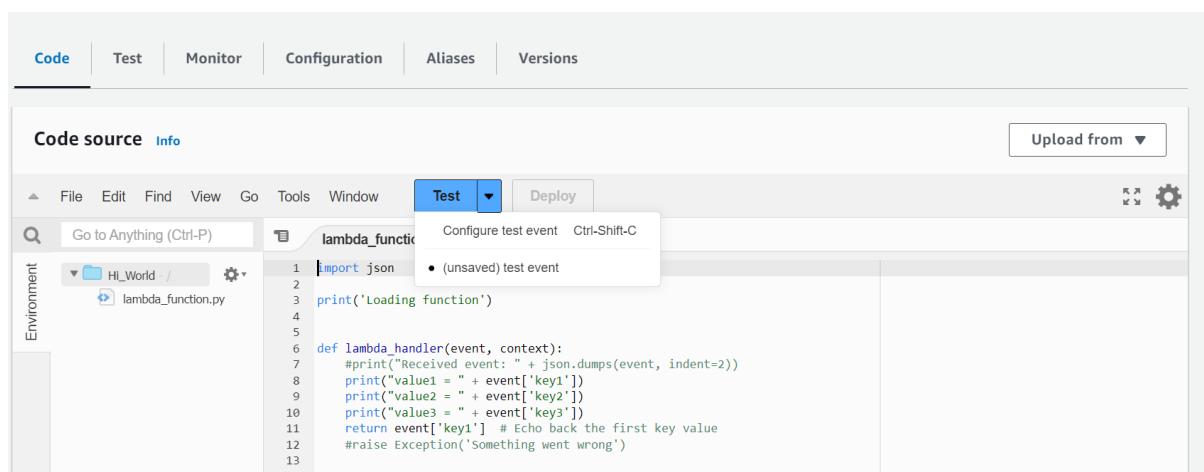 Code Test Monitor Configuration Aliases Versions
Code source Info
Upload from
File Edit Find View Go Tools Window Test Deploy
Go to Anything (Ctrl-P)
Configure test event Ctrl-Shift-C
(unsaved) test event
Environment
Hi_World - /
lambda_function.py
lambda_functio
1 import json
2
3 print('Loading function')
4
5
6 def lambda_handler(event, context):
7 #print("Received event: " + json.dumps(event, indent=2))
8 print("value1 = " + event['key1'])
9 print("value2 = " + event['key2'])
10 print("value3 = " + event['key3'])
11 return event['key1']  # Echo back the first key value
12 #raise Exception('Something went wrong')
13